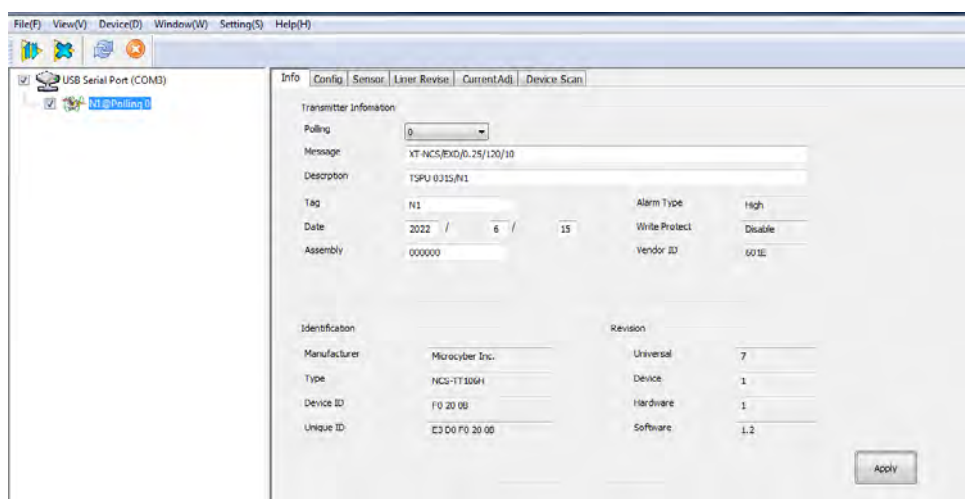 File(F) View(V) Device(D) Window(W) Setting(S) Help(H)
USB Serial Port (COM3)
N1@Polling 0
Info Config Sensor Liner Revise CurrentAdj Device Scan
Transmitter Infomation
Polling 0
Message XT-NCS/EXD/0.25/120/10
Descrption TSPU 0315/N1
Tag N1 Alarm Type High
Date 2022 / 6 / 15 Write Protect Disable
Assembly 000000 Vendor ID 601E
Identification Revision
Manufacturer Microcyber Inc. Universal 7
Type NCS-TT106H Device 1
Device ID F0 20 0B Hardware 1
Unique ID E3 D0 F0 20 0B Software 1.2
Apply